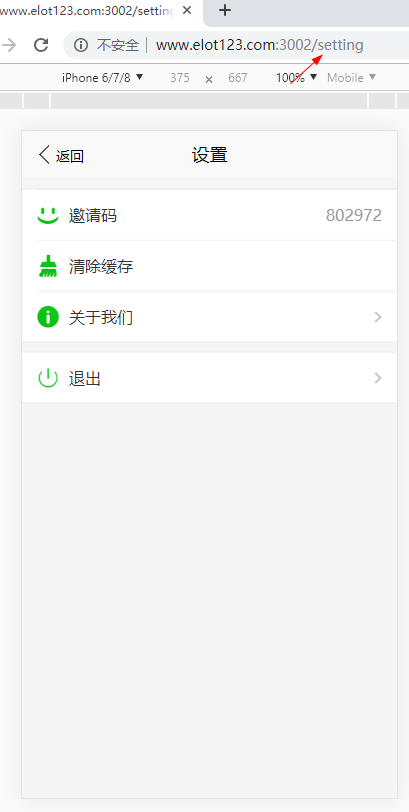 www.elot123.com:3002/setting
不安全 www.elot123.com:3002/setting
iPhone 6/7/8 375 × 667 100% Mobile
返回 设置
邀请码 802972
清除缓存
关于我们
退出